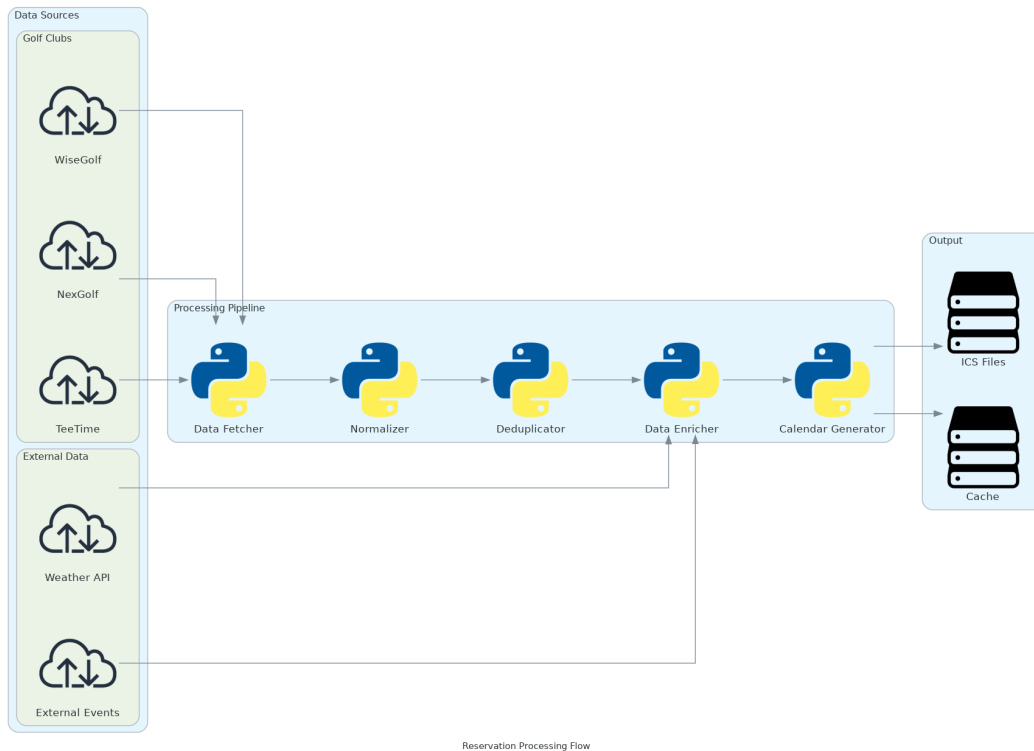 Data Sources
Golf Clubs
WiseGolf
NexGolf
TeeTime
External Data
Weather API
External Events
Processing Pipeline
Data Fetcher
Normalizer
Deduplicator
Data Enricher
Calendar Generator
Output
ICS Files
Cache
Reservation Processing Flow